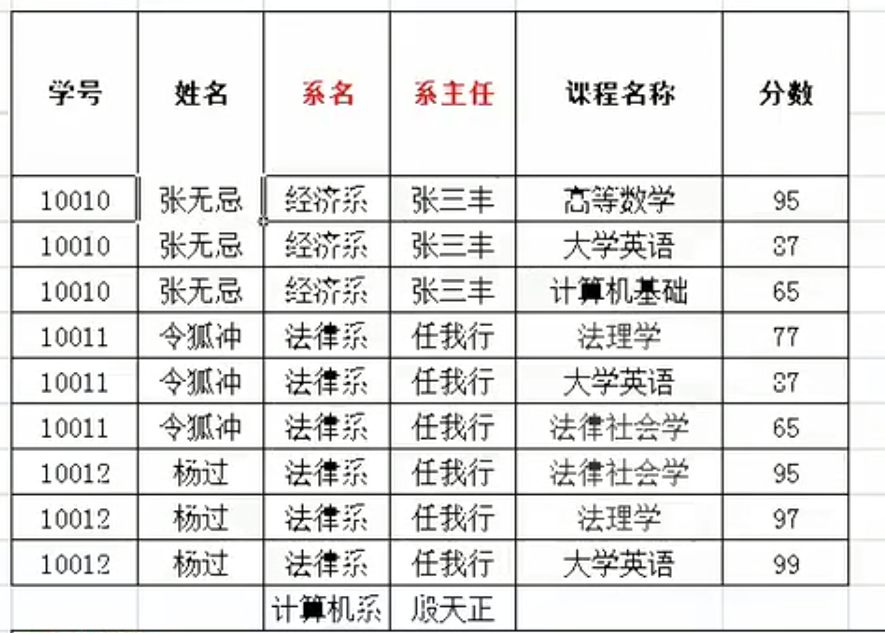 学号 姓名 系名 系主任 课程名称 分数
10010 张无忌 经济系 张三丰 高等数学 95
10010 张无忌 经济系 张三丰 大学英语 87
10010 张无忌 经济系 张三丰 计算机基础 65
10011 令狐冲 法律系 任我行 法理学 77
10011 令狐冲 法律系 任我行 大学英语 87
10011 令狐冲 法律系 任我行 法律社会学 65
10012 杨过 法律系 任我行 法律社会学 95
10012 杨过 法律系 任我行 法理学 97
10012 杨过 法律系 任我行 大学英语 99
计算机系 殷天正